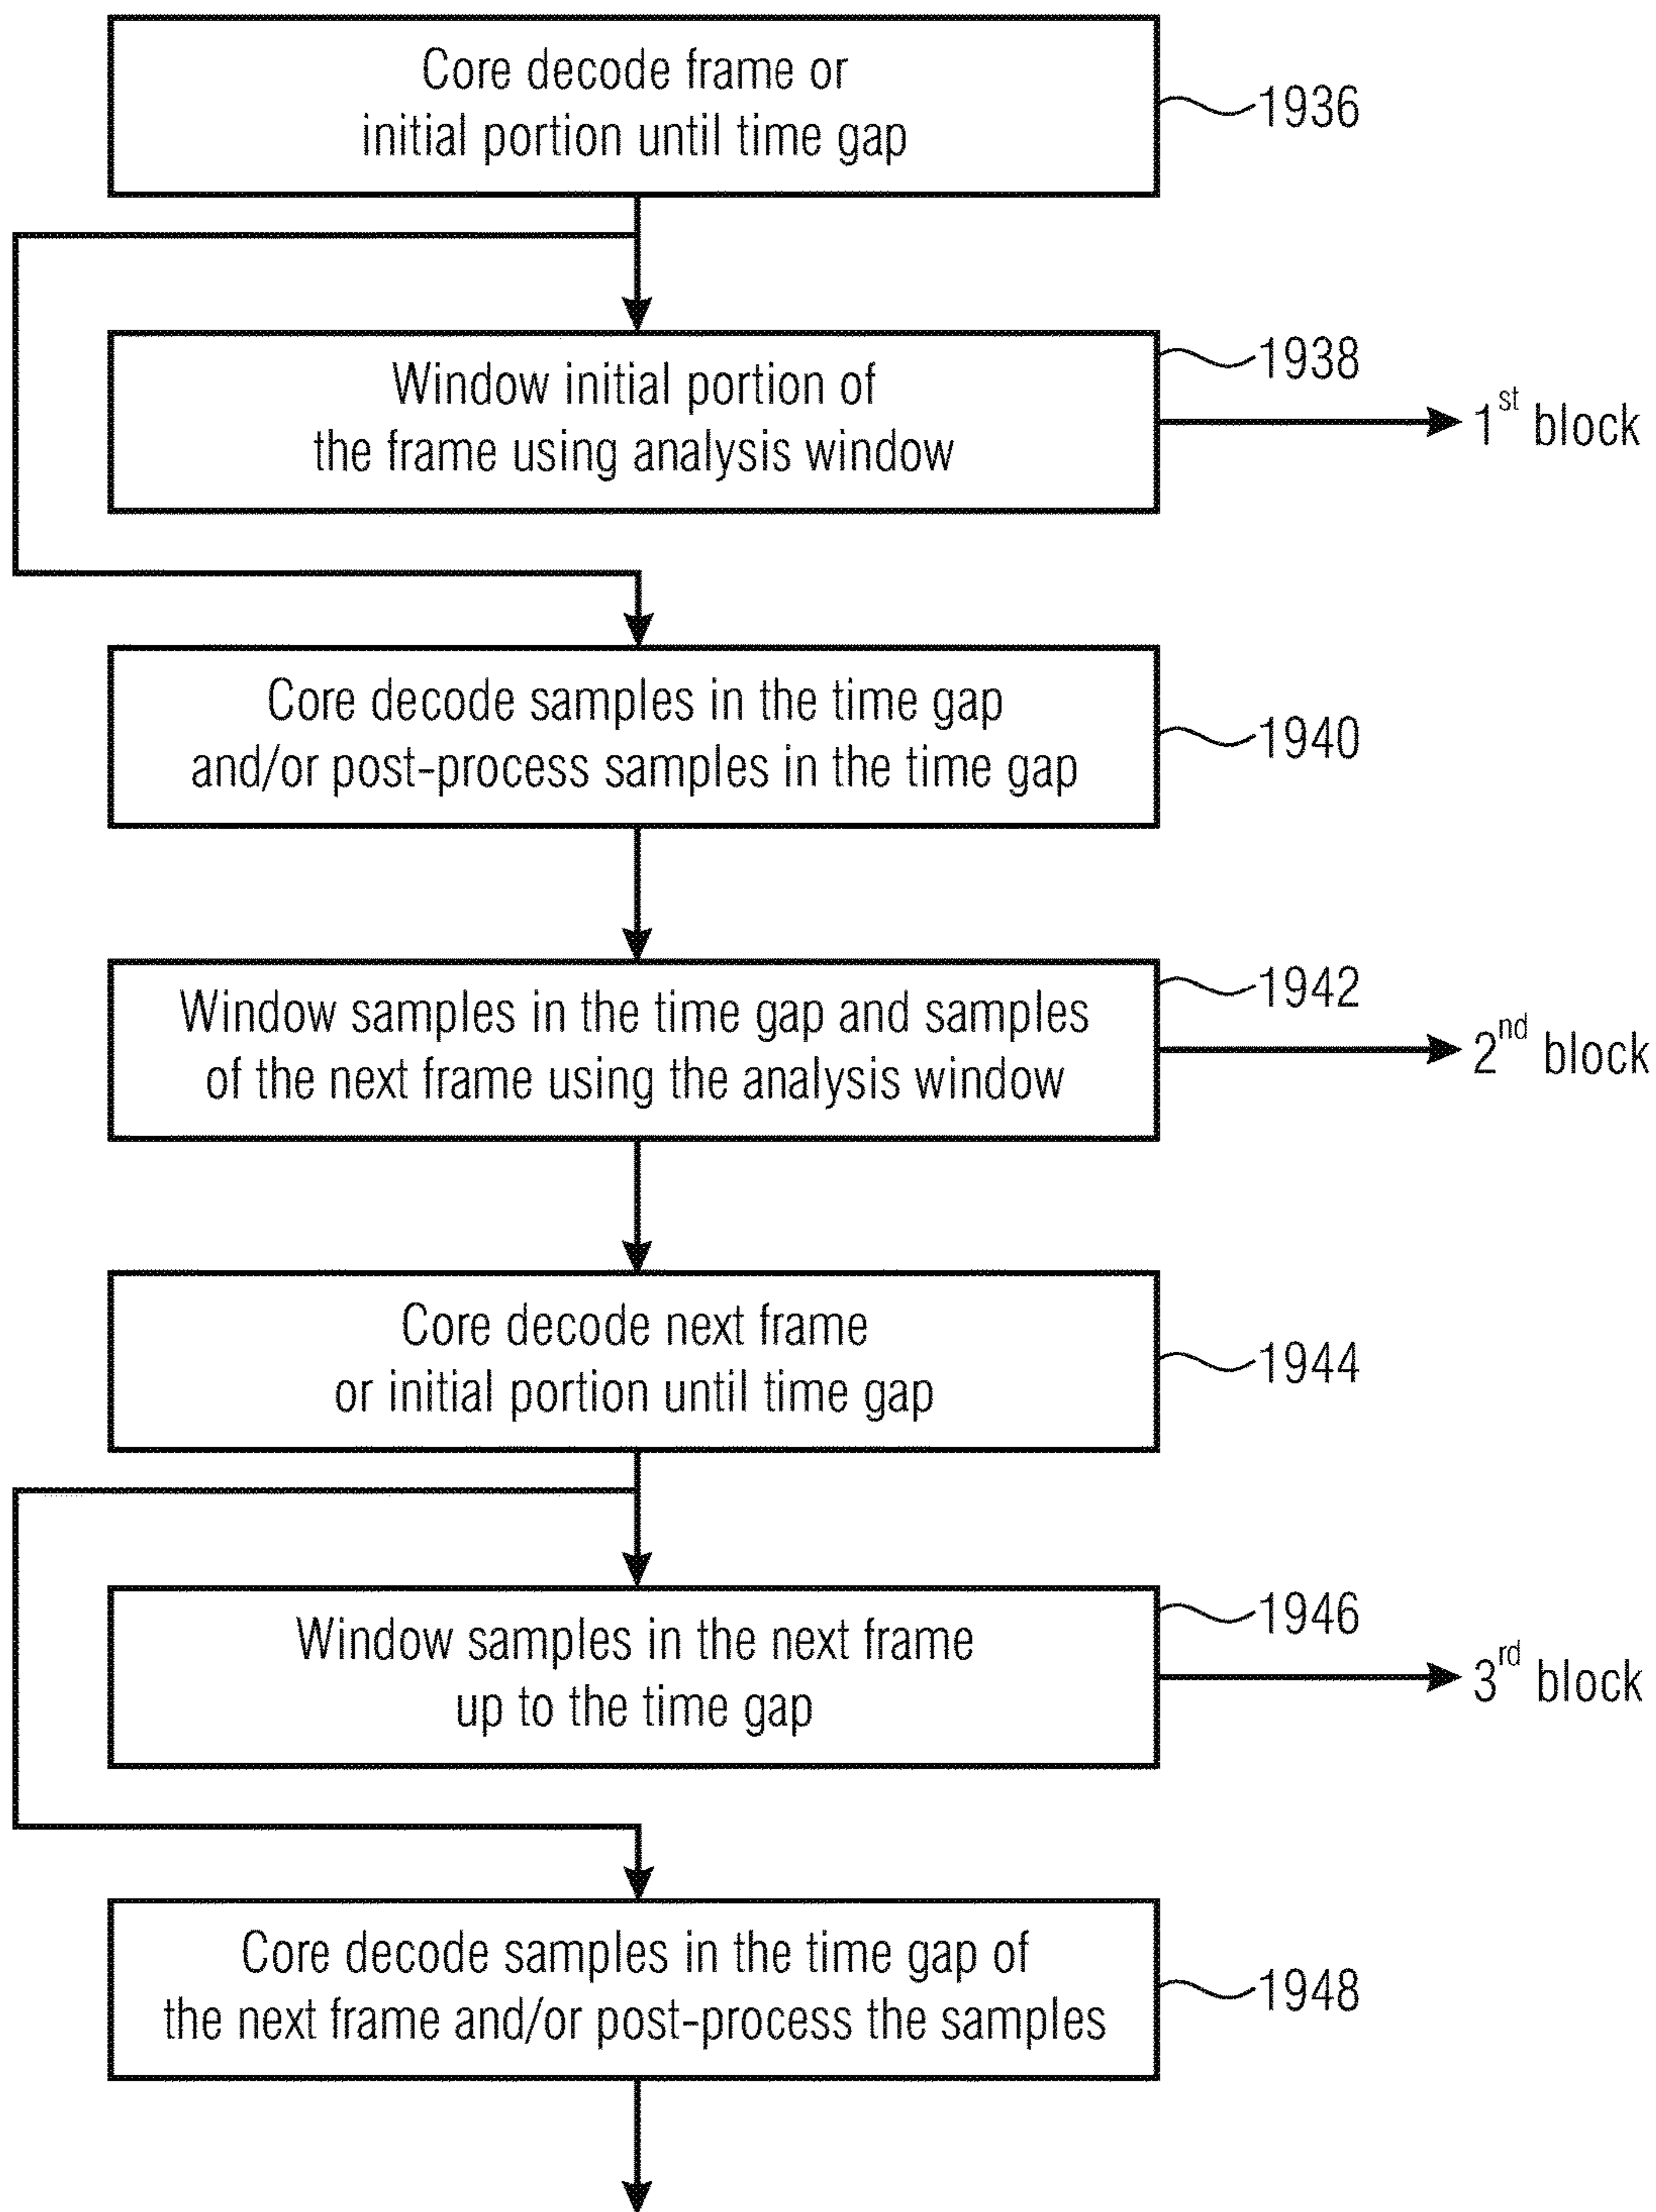 Core decode frame or
initial portion until time gap
1936
Window initial portion of
the frame using analysis window
1938
1st block
Core decode samples in the time gap
and/or post-process samples in the time gap
1940
Window samples in the time gap and samples
of the next frame using the analysis window
1942
2nd block
Core decode next frame
or initial portion until time gap
1944
Window samples in the next frame
up to the time gap
1946
3rd block
Core decode samples in the time gap of
the next frame and/or post-process the samples
1948